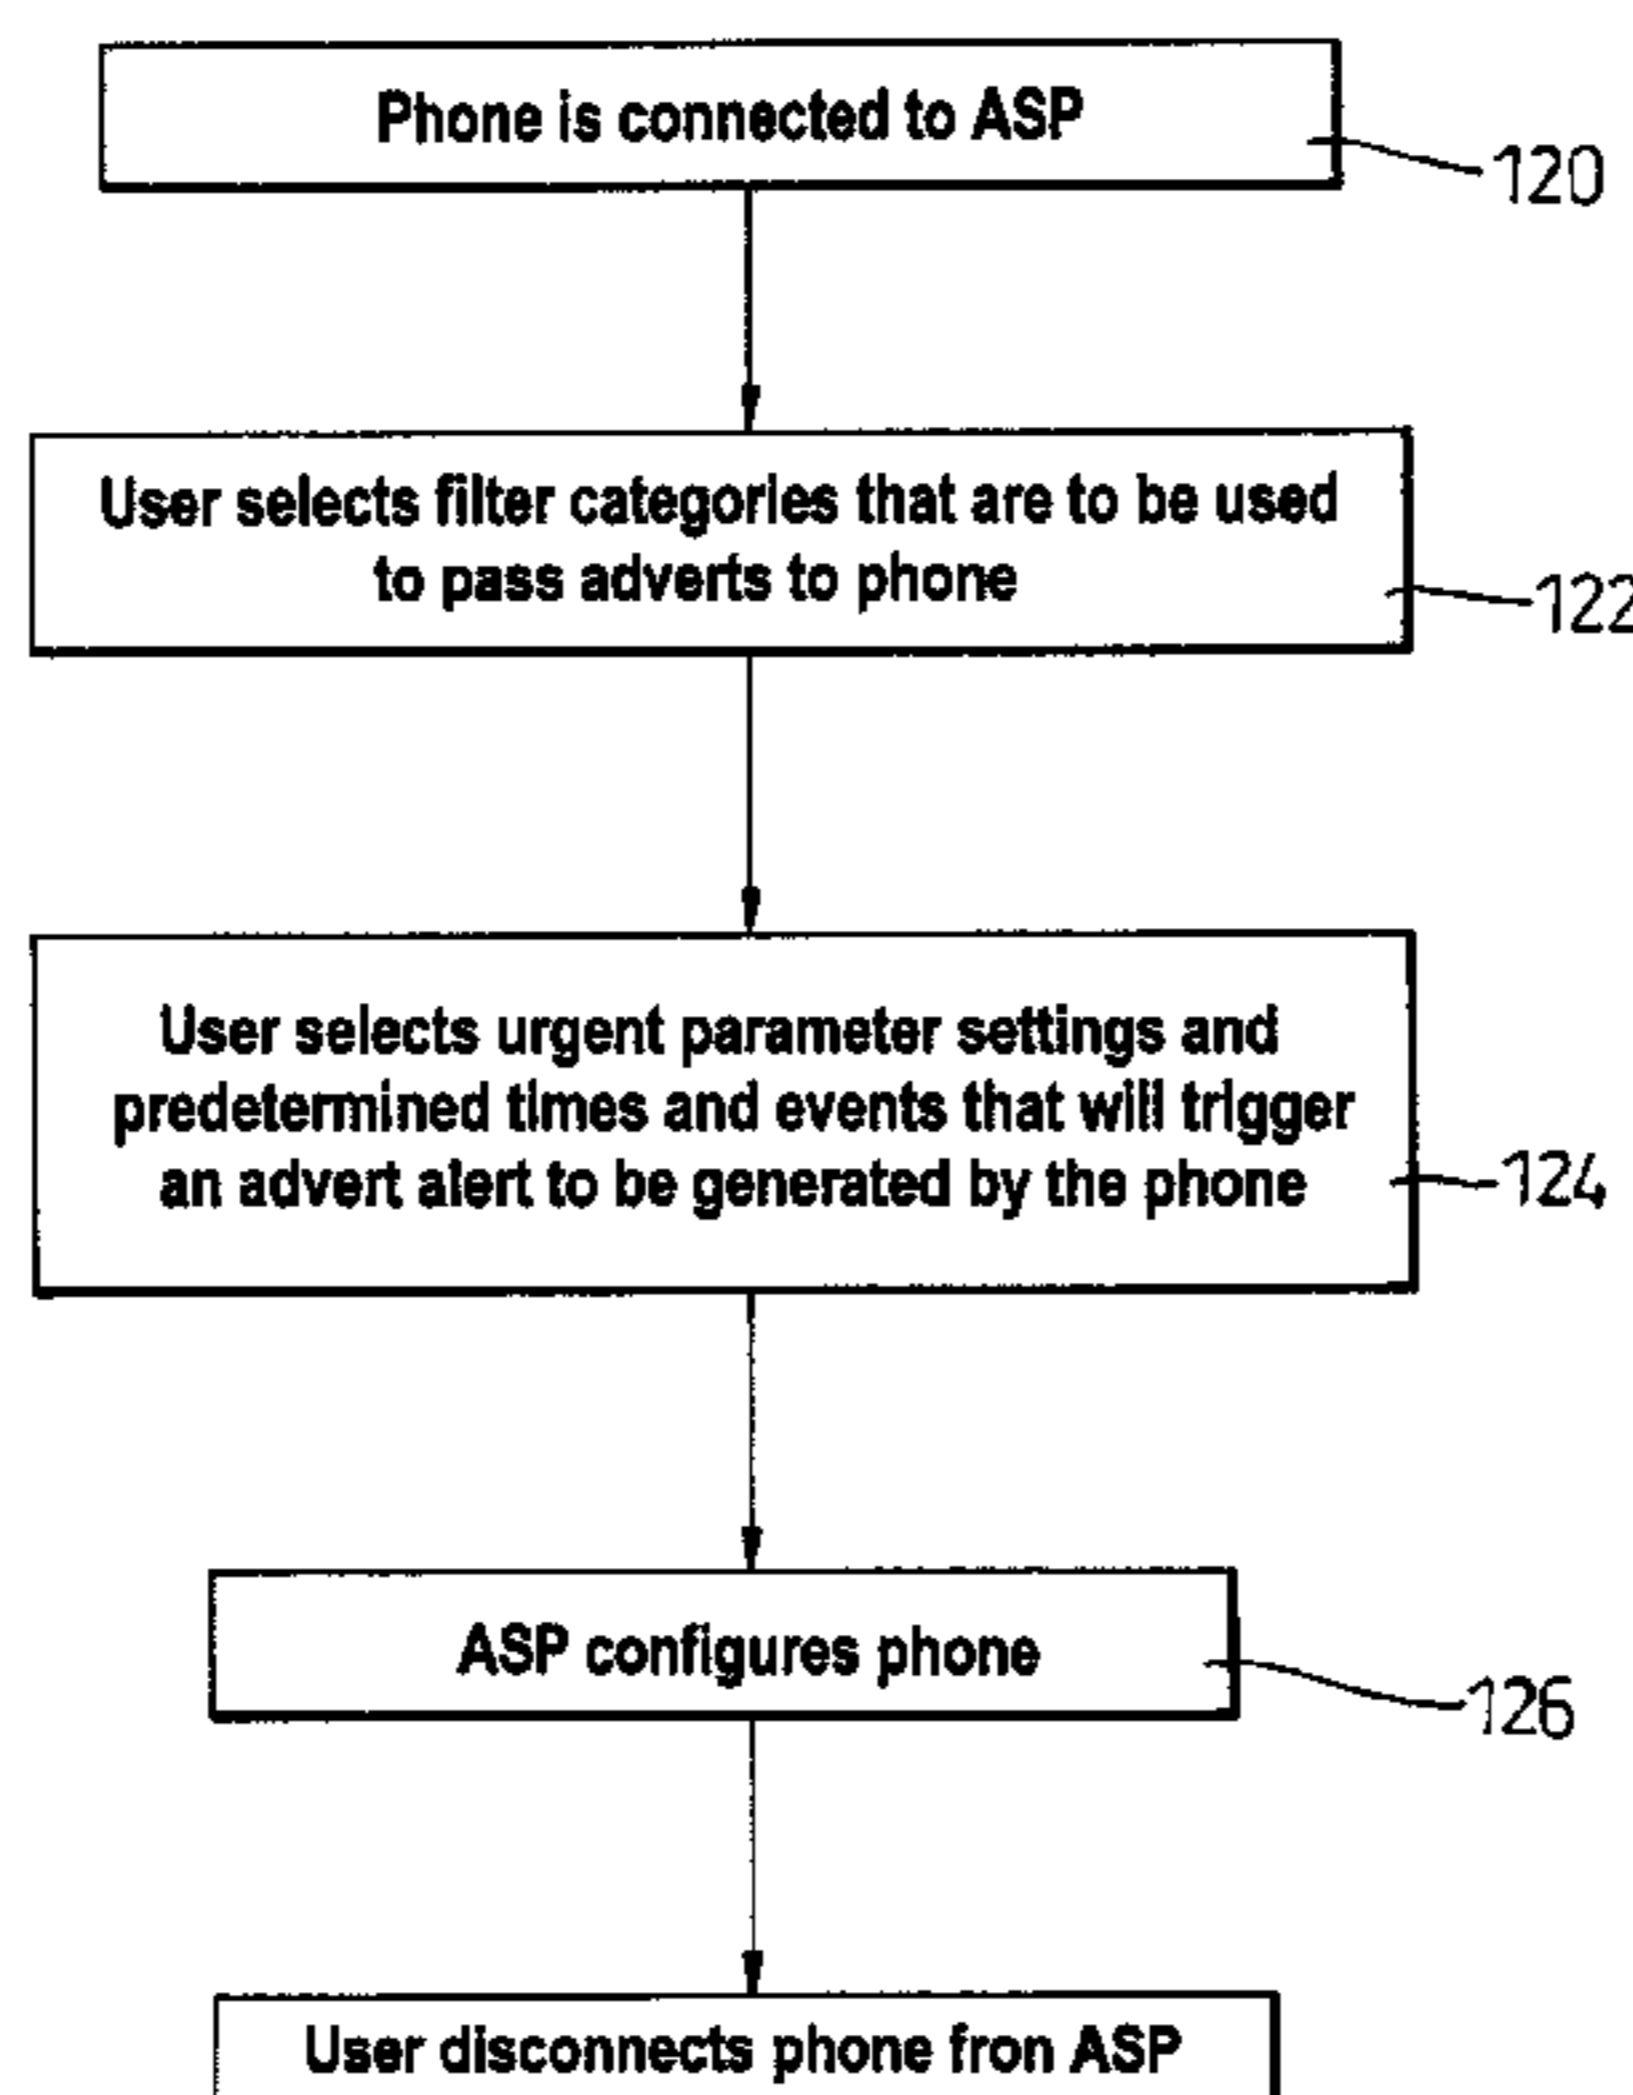 Phone is connected to ASP
120
User selects filter categories that are to be used
to pass adverts to phone
122
User selects urgent parameter settings and
predetermined times and events that will trigger
an advert alert to be generated by the phone
124
ASP configures phone
126
User disconnects phone fron ASP